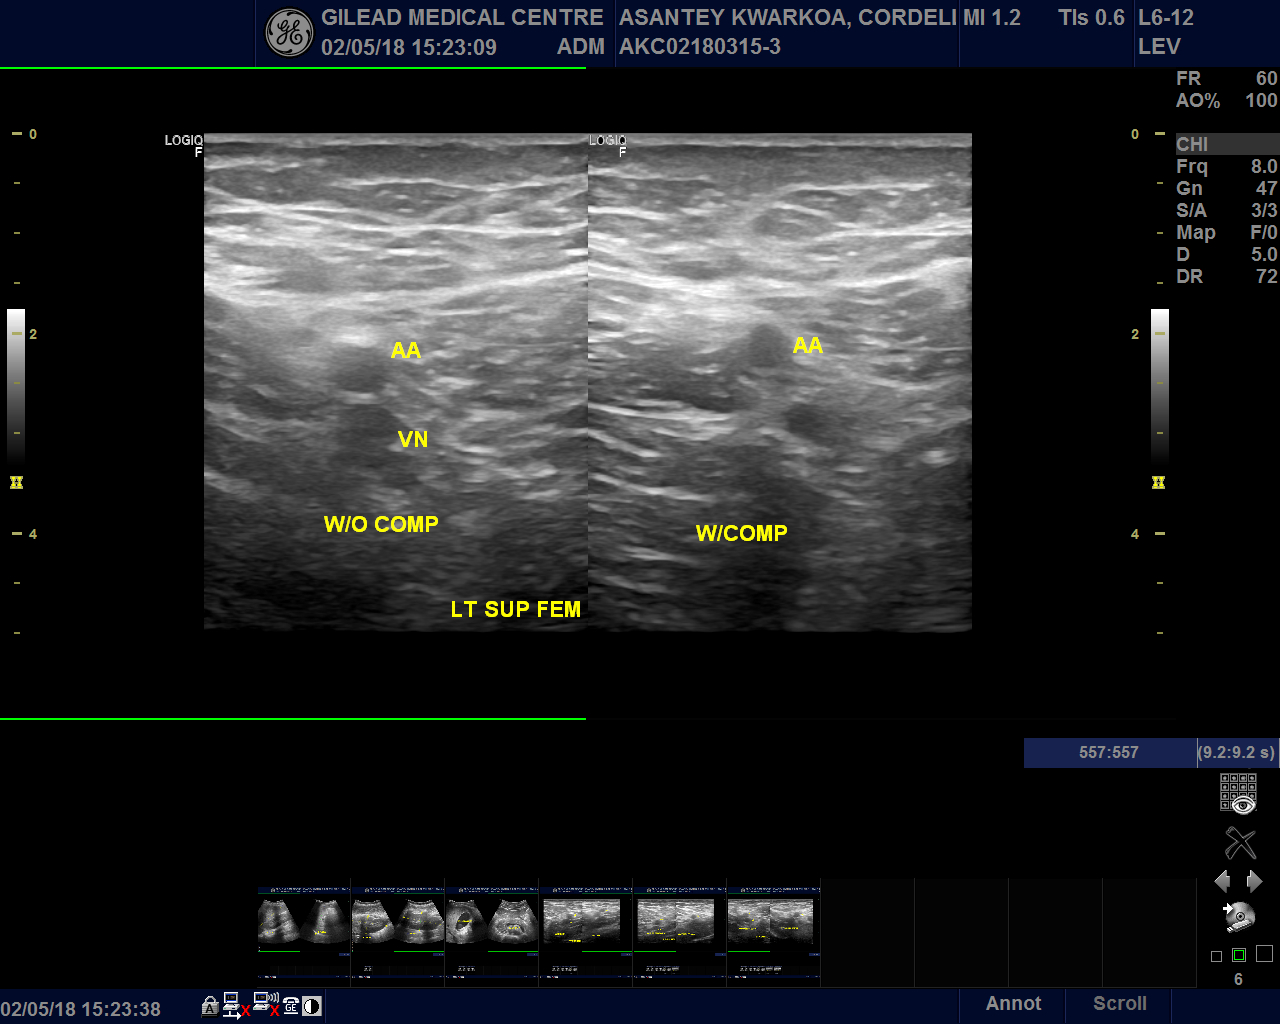 GILEAD MEDICAL CENTRE
02/05/18 15:23:09 ADM
ASANTEY KWARKOA, CORDELI
AKC02180315-3
MI 1.2 TIs 0.6
L6-12
LEV
FR 60
AO% 100
CHI
Frq 8.0
Gn 47
S/A 3/3
Map F/0
D 5.0
DR 72
0
2
4
LOGIQ
F
AA
VN
W/O COMP
LT SUP FEM
LOGIQ
F
AA
W/COMP
0
2
4
557:557 (9.2:9.2 s)
6
02/05/18 15:23:38
Annot Scroll